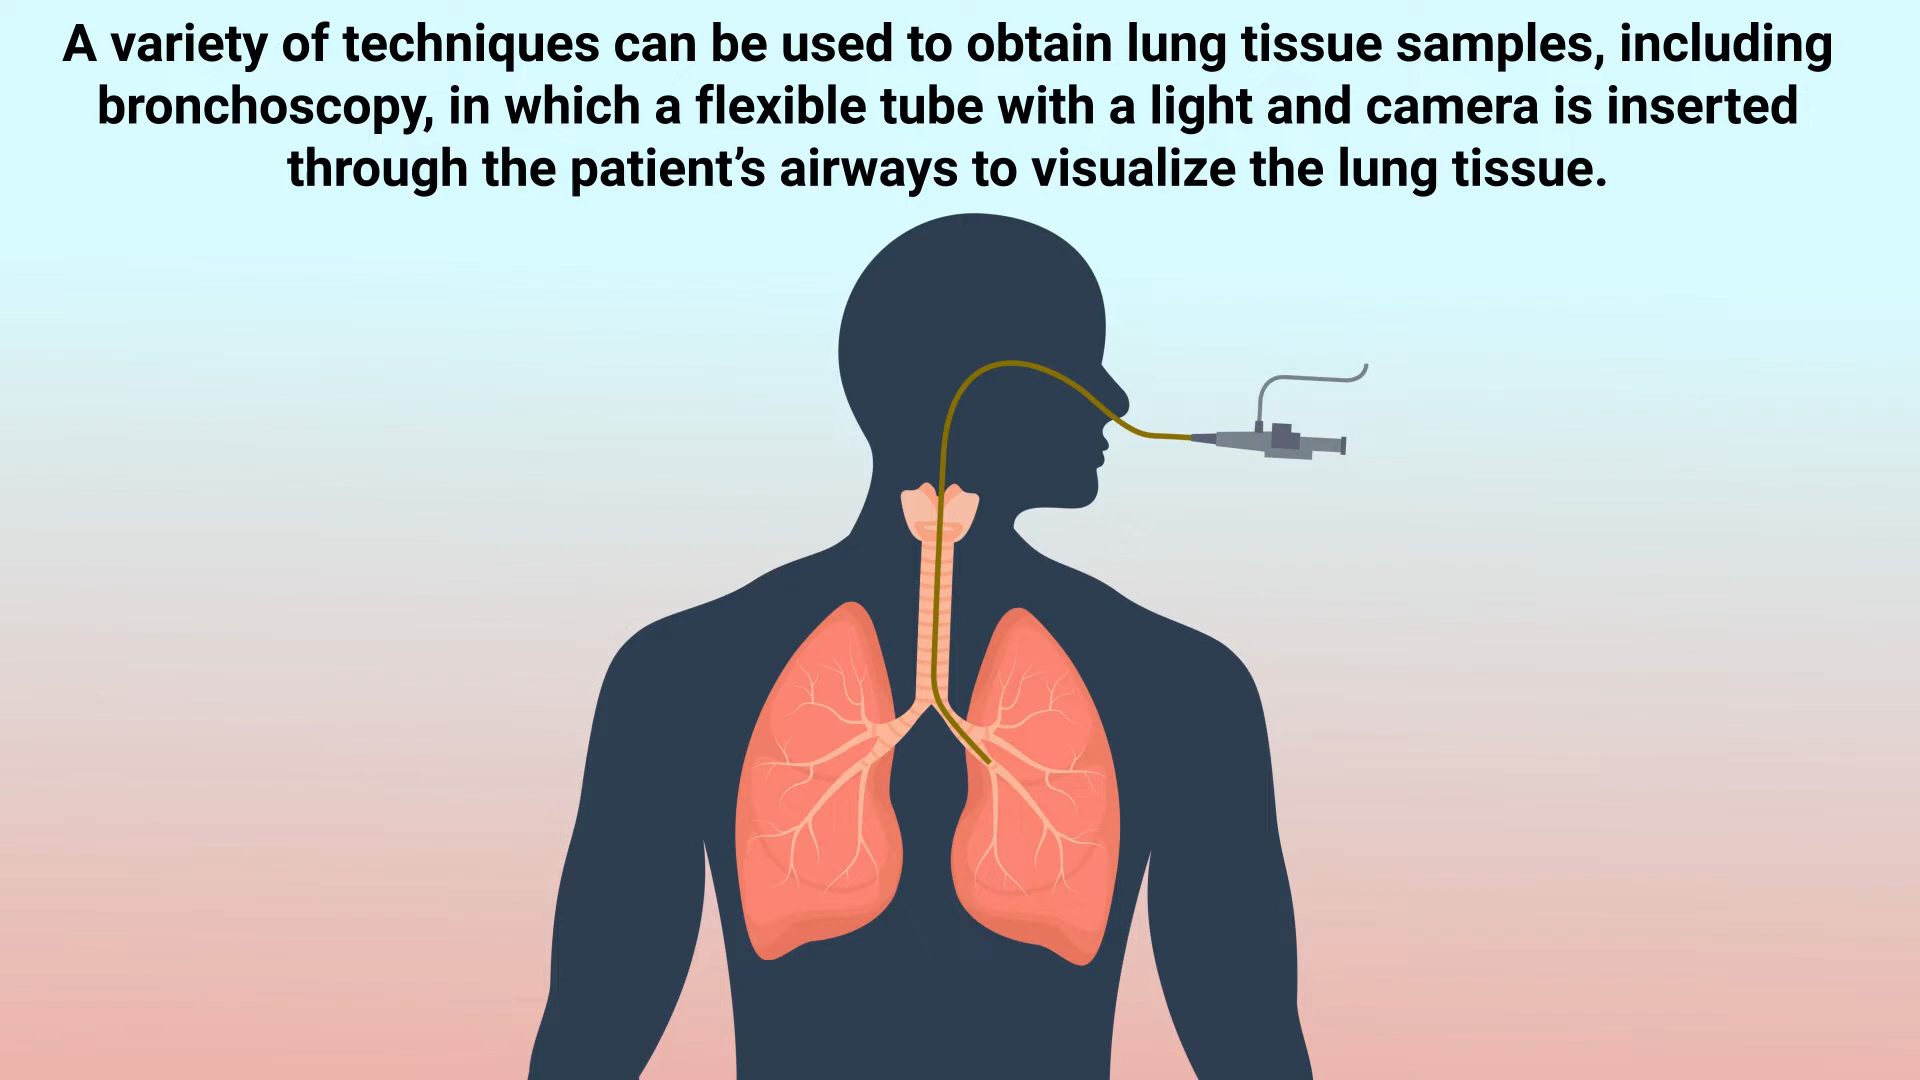 A variety of techniques can be used to obtain lung tissue samples, including
bronchoscopy, in which a flexible tube with a light and camera is inserted
through the patient’s airways to visualize the lung tissue.